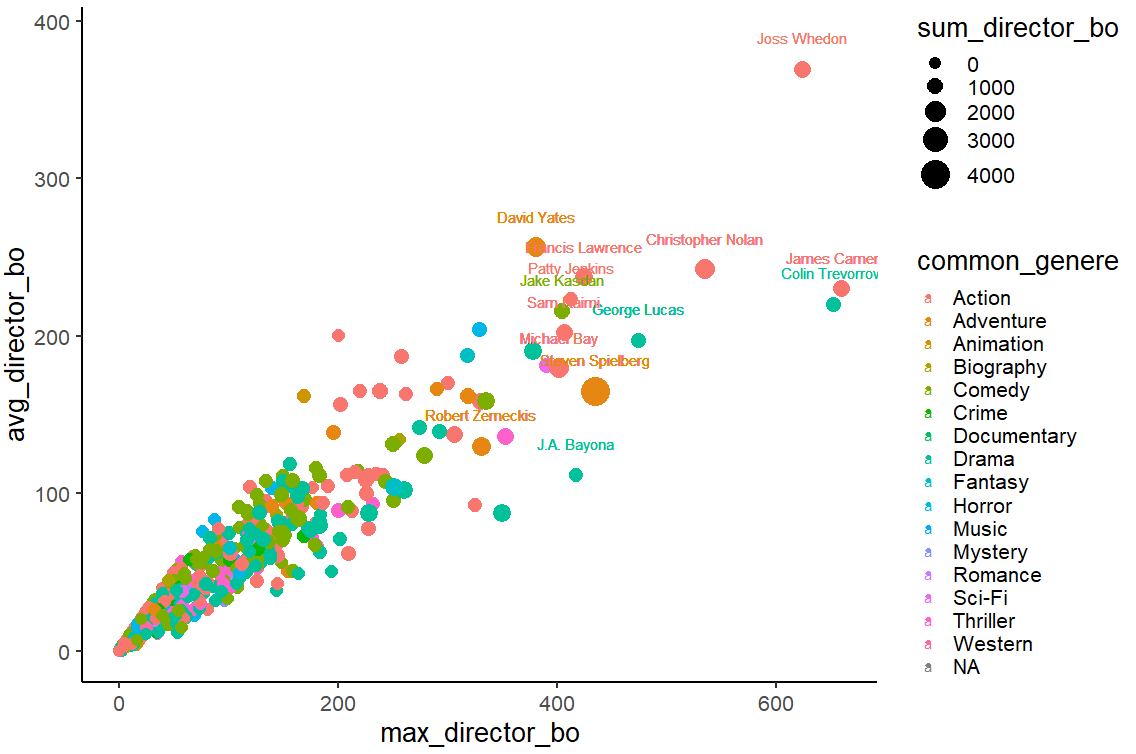 sum_director_bo
0
1000
2000
3000
4000
common_genere
a Action
a Adventure
a Animation
a Biography
a Comedy
a Crime
a Documentary
a Drama
a Fantasy
a Horror
a Music
a Mystery
a Romance
a Sci-Fi
a Thriller
a Western
a NA
avg_director_bo
400
300
200
100
0
Joss Whedon
David Yates
Christopher Nolan
Francis Lawrence
James Camer
Patty Jenkins
Colin Trevorrow
Jake Kasdan
Sam Raimi
George Lucas
Michael Bay
Steven Spielberg
Robert Zemeckis
J.A. Bayona
0
200
400
600
max_director_bo